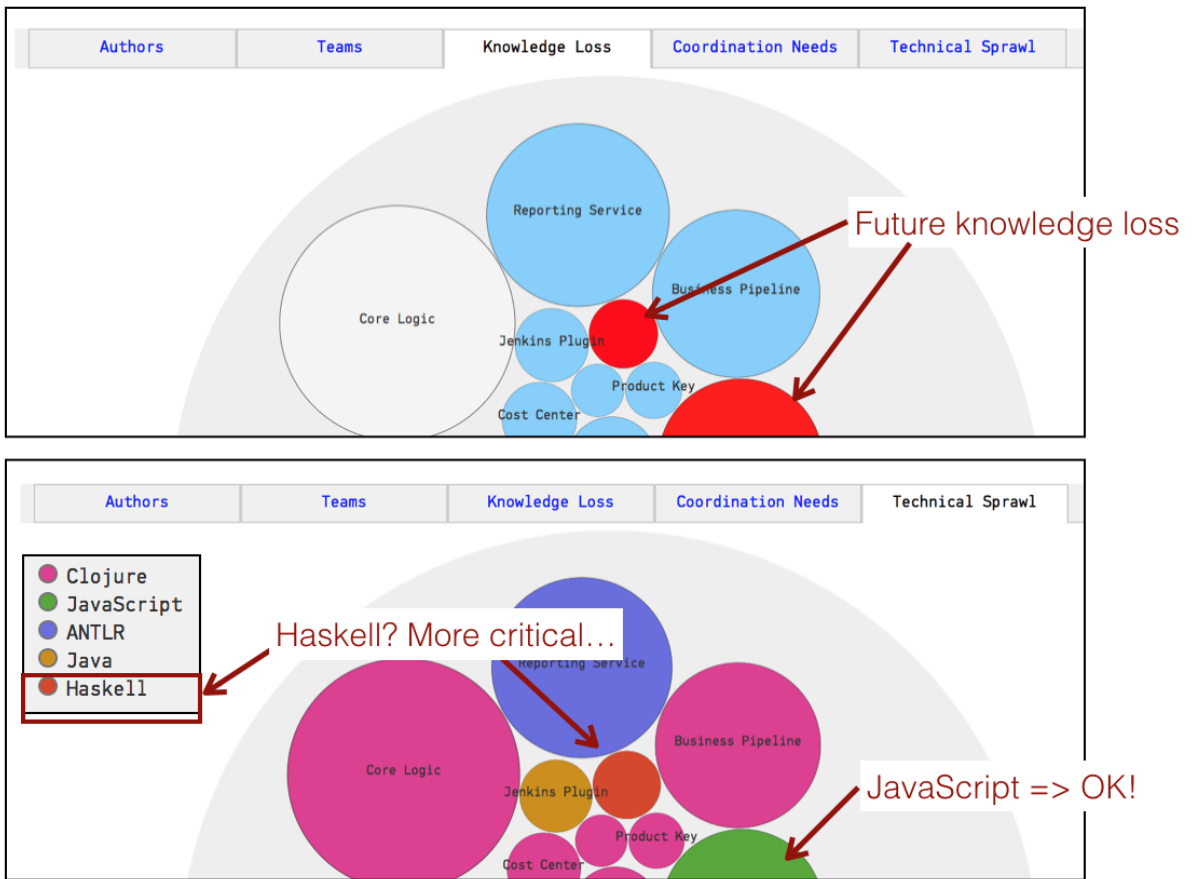 Authors
Teams
Knowledge Loss
Coordination Needs
Technical Sprawl
Reporting Service
Future knowledge loss
Business Pipeline
Core Logic
Jenkins Plugin
Product Key
Cost Center
Authors
Teams
Knowledge Loss
Coordination Needs
Technical Sprawl
Clojure
JavaScript
ANTLR
Java
Haskell
Haskell? More critical...
Reporting Service
Business Pipeline
Core Logic
Jenkins Plugin
JavaScript => OK!
Product Key
Cost Center